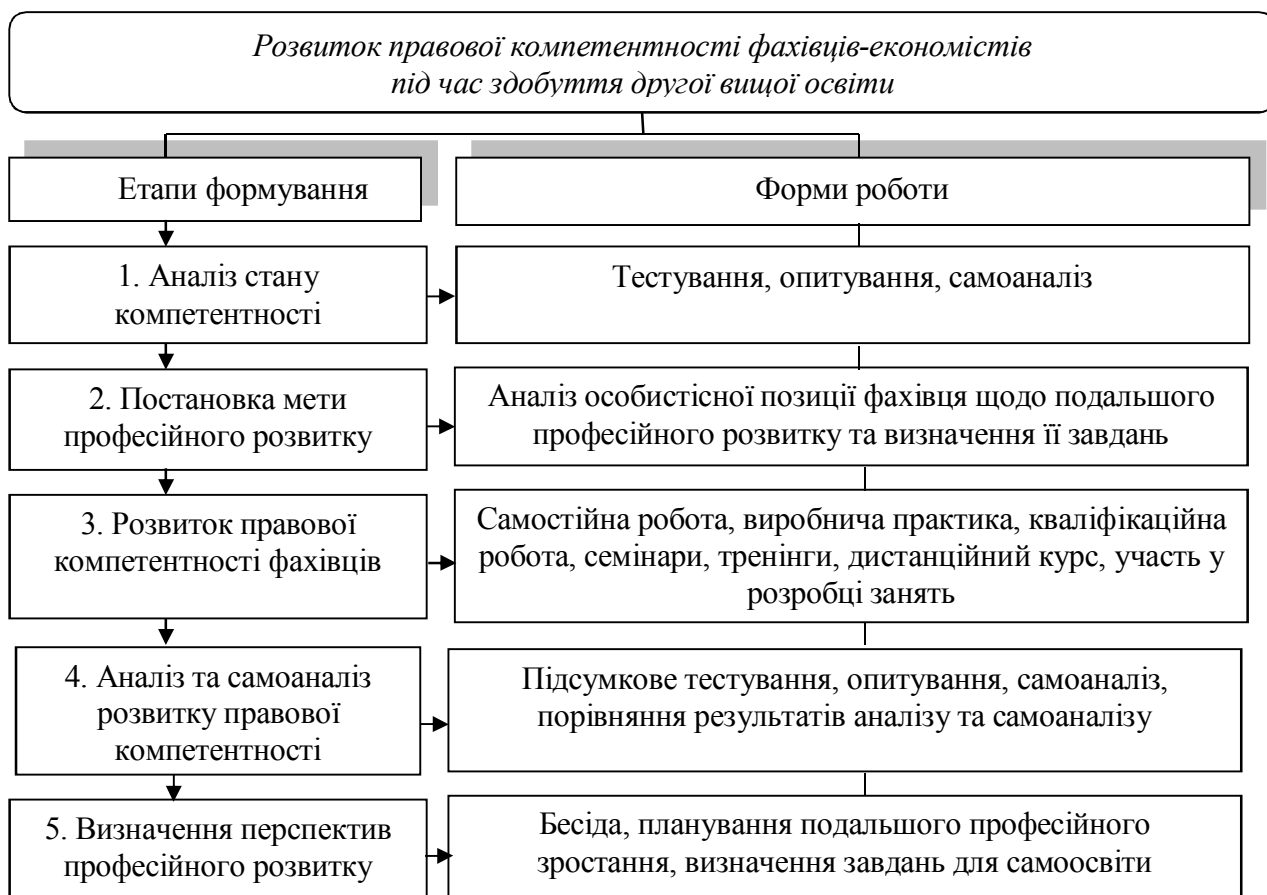 Розвиток правової компетентності фахівців-економістів
під час здобуття другої вищої освіти
Етапи формування
Форми роботи
1. Аналіз стану
компетентності
Тестування, опитування, самоаналіз
2. Постановка мети
професійного розвитку
Аналіз особистісної позиції фахівця щодо подальшого
професійного розвитку та визначення її завдань
3. Розвиток правової
компетентності фахівців
Самостійна робота, виробнича практика, кваліфікаційна
робота, семінари, тренінги, дистанційний курс, участь у
розробці занять
4. Аналіз та самоаналіз
розвитку правової
компетентності
Підсумкове тестування, опитування, самоаналіз,
порівняння результатів аналізу та самоаналізу
5. Визначення перспектив
професійного розвитку
Бесіда, планування подальшого професійного
зростання, визначення завдань для самоосвіти